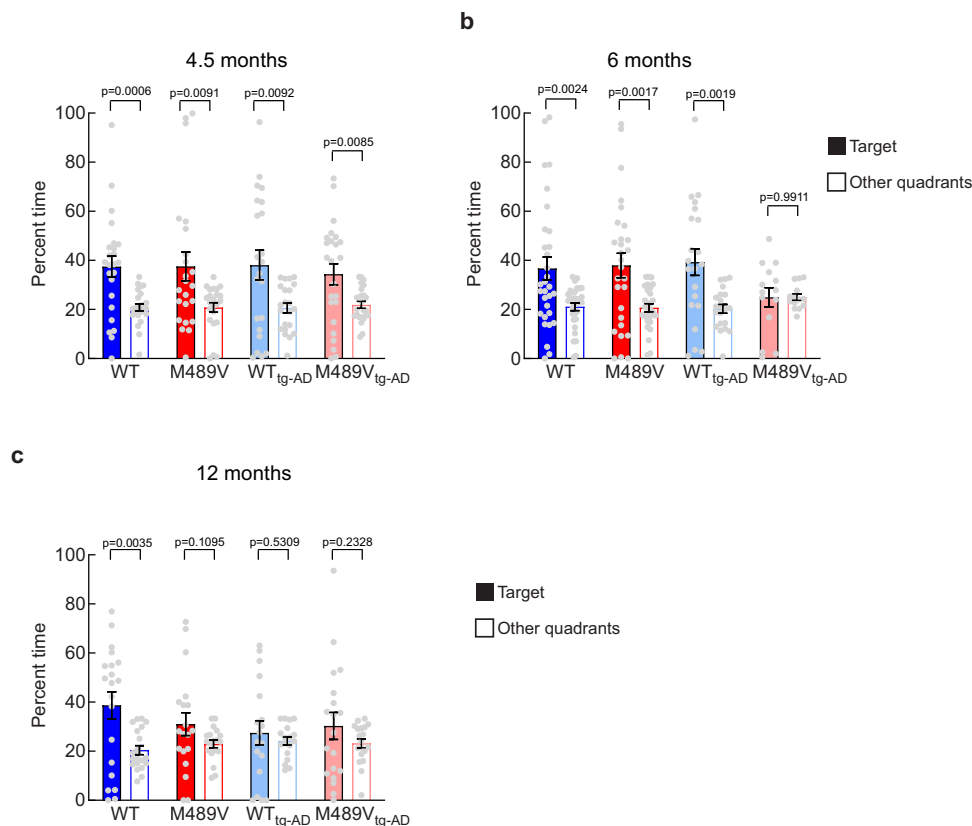 b
4.5 months
6 months
p=0.0006
p=0.0091
p=0.0092
p=0.0085
p=0.0024
p=0.0017
p=0.0019
p=0.9911
Percent time
100
80
60
40
20
0
WT
M489V
WTtg-AD
M489Vtg-AD
Percent time
100
80
60
40
20
0
WT
M489V
WTtg-AD
M489Vtg-AD
Target
Other quadrants
c
12 months
p=0.0035
p=0.1095
p=0.5309
p=0.2328
Percent time
100
80
60
40
20
0
WT
M489V
WTtg-AD
M489Vtg-AD
Target
Other quadrants